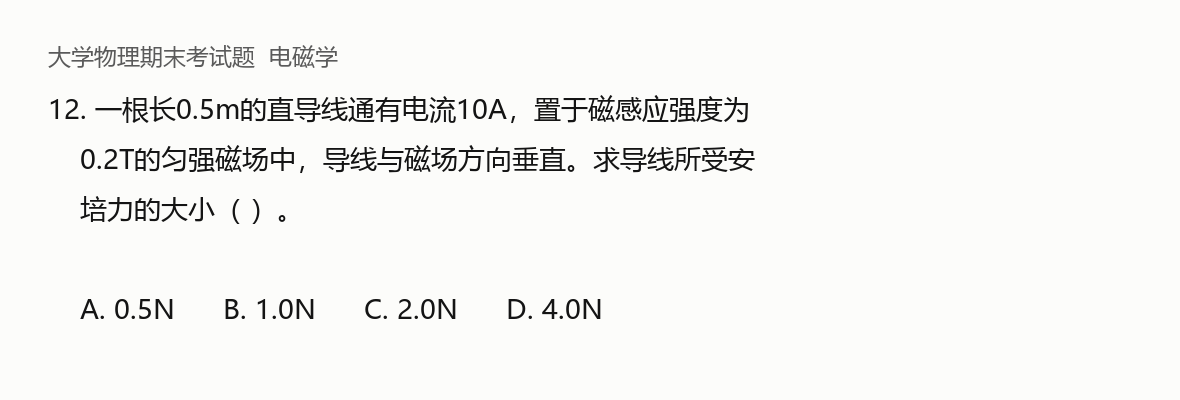 大学物理期末考试题 电磁学
12. 一根长0.5m的直导线通有电流10A，置于磁感应强度为
0.2T的匀强磁场中，导线与磁场方向垂直。求导线所受安
培力的大小（ ）。
A. 0.5N B. 1.0N C. 2.0N D. 4.0N